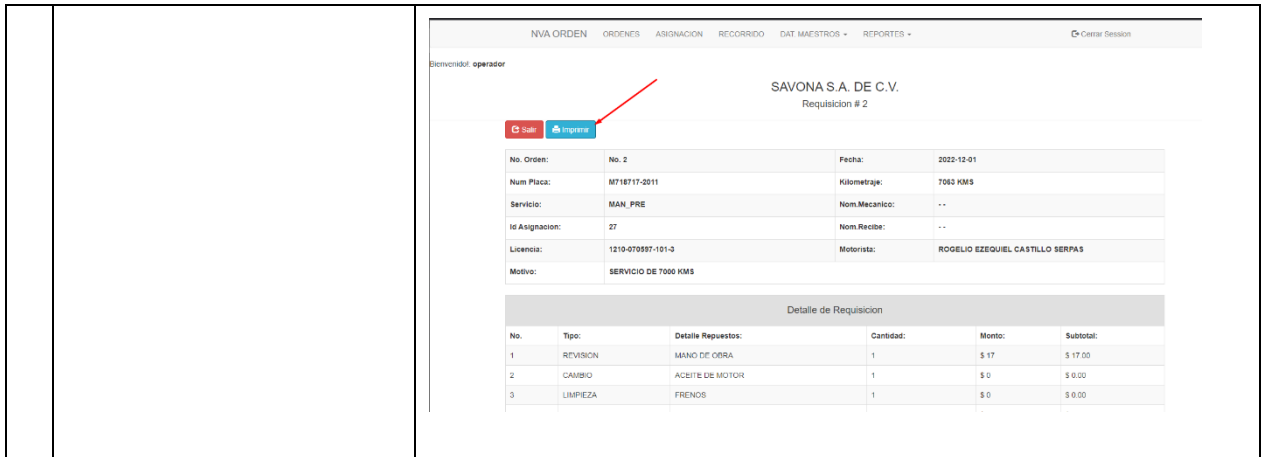 NVA ORDEN ORDENES ASIGNACION RECORRIDO DAT. MAESTROS REPORTES Cerrar Session
Bienvenido!: operador
SAVONA S.A. DE C.V.
Requisicion # 2
Salir Imprimir
No. Orden: No. 2 Fecha: 2022-12-01
Num Placa: M718717-2011 Kilometraje: 7063 KMS
Servicio: MAN_PRE Nom.Mecanico: - -
Id Asignacion: 27 Nom.Recibe: - -
Licencia: 1210-070597-101-3 Motorista: ROGELIO EZEQUIEL CASTILLO SERPAS
Motivo: SERVICIO DE 7000 KMS
Detalle de Requisicion
No. Tipo: Detalle Repuestos: Cantidad: Monto: Subtotal:
1 REVISION MANO DE OBRA 1 $ 17 $ 17.00
2 CAMBIO ACEITE DE MOTOR 1 $ 0 $ 0.00
3 LIMPIEZA FRENOS 1 $ 0 $ 0.00